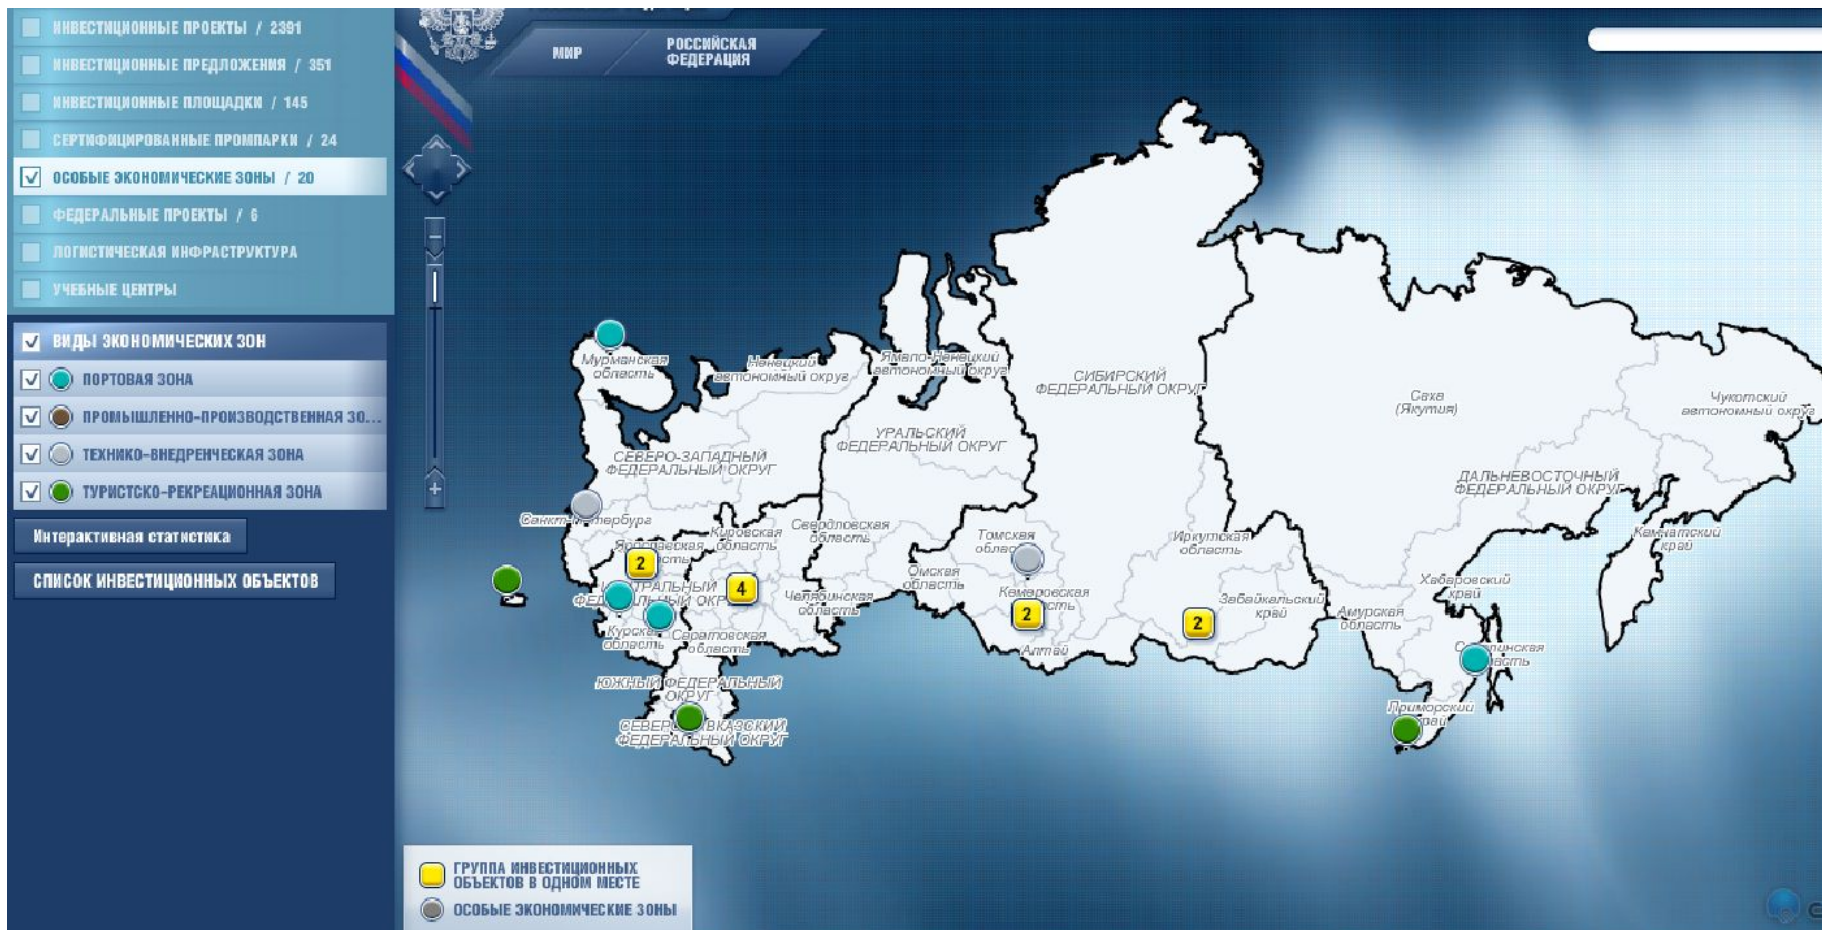 ИНВЕСТИЦИОННЫЕ ПРОЕКТЫ / 2391
ИНВЕСТИЦИОННЫЕ ПРЕДЛОЖЕНИЯ / 351
ИНВЕСТИЦИОННЫЕ ПЛОЩАДКИ / 145
СЕРТИФИЦИРОВАННЫЕ ПРОМПАРКИ / 24
ОСОБЫЕ ЭКОНОМИЧЕСКИЕ ЗОНЫ / 20
ФЕДЕРАЛЬНЫЕ ПРОЕКТЫ / 6
ЛОГИСТИЧЕСКАЯ ИНФРАСТРУКТУРА
УЧЕБНЫЕ ЦЕНТРЫ
ВИДЫ ЭКОНОМИЧЕСКИХ ЗОН
ПОРТОВАЯ ЗОНА
ПРОМЫШЛЕННО-ПРОИЗВОДСТВЕННАЯ ЗО...
ТЕХНИКО-ВНЕДРЕНЧЕСКАЯ ЗОНА
ТУРИСТСКО-РЕКРЕАЦИОННАЯ ЗОНА
Интерактивная статистика
СПИСОК ИНВЕСТИЦИОННЫХ ОБЪЕКТОВ
МИР
РОССИЙСКАЯ
ФЕДЕРАЦИЯ
Мурманская
область
Ненецкий
автономный округ
Ямало-Ненецкий
автономный округ
СИБИРСКИЙ
ФЕДЕРАЛЬНЫЙ ОКРУГ
Саха
(Якутия)
Чукотский
автономный округ
УРАЛЬСКИЙ
ФЕДЕРАЛЬНЫЙ ОКРУГ
СЕВЕРО-ЗАПАДНЫЙ
ФЕДЕРАЛЬНЫЙ ОКРУГ
ДАЛЬНЕВОСТОЧНЫЙ
ФЕДЕРАЛЬНЫЙ ОКРУГ
Камчатский
край
Ярославская
2
Кировская
область
Свердловская
область
Томская
Иркутская
область
4
Челябинская
область
Омская
область
Кемеровская
2
Алтай
Забайкальский
край
2
Хабаровский
край
Амурская
область
ФЕДЕРАЛЬНЫЙ
область
Саратовская
область
ЮЖНЫЙ ФЕДЕРАЛЬНЫЙ
ОКРУГ
ФЕДЕРАЛЬНЫЙ ОКРУГ
Приморский
ГРУППА ИНВЕСТИЦИОННЫХ
ОБЪЕКТОВ В ОДНОМ МЕСТЕ
ОСОБЫЕ ЭКОНОМИЧЕСКИЕ ЗОНЫ